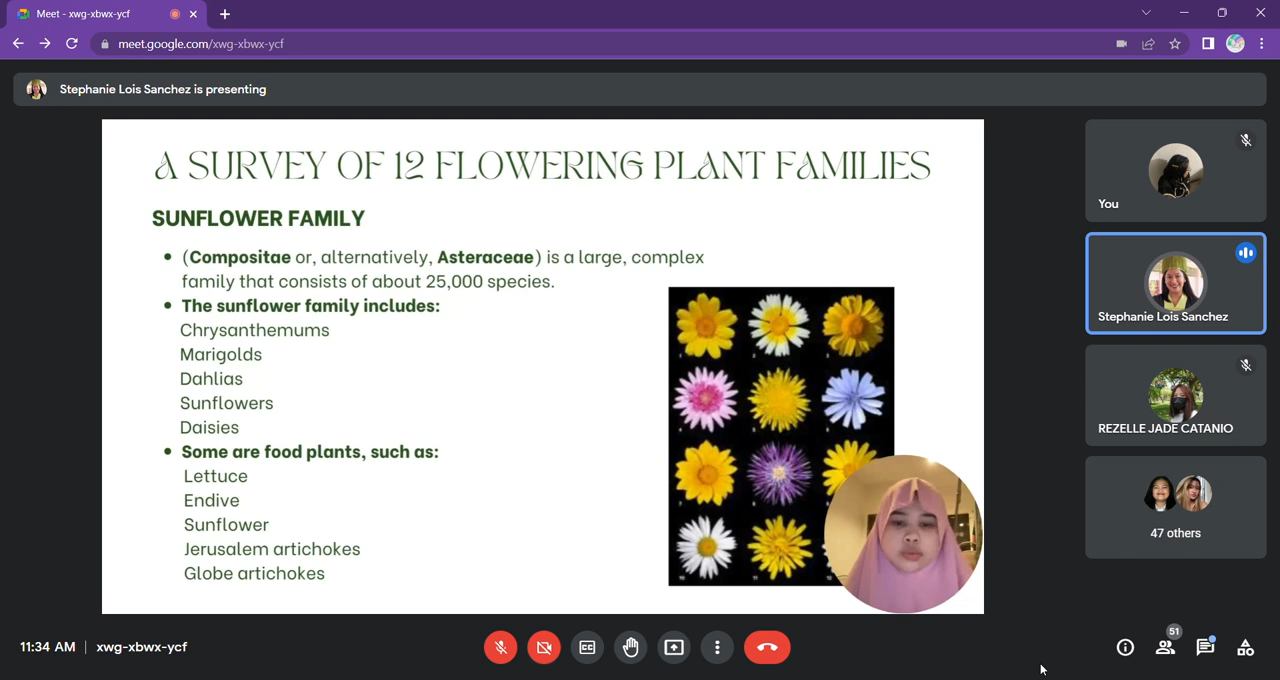 Meet - xwg-xbwx-ycf
meet.google.com/xwg-xbwx-ycf
Stephanie Lois Sanchez is presenting
A SURVEY OF 12 FLOWERING PLANT FAMILIES
SUNFLOWER FAMILY
• (Compositae or, alternatively, Asteraceae) is a large, complex
family that consists of about 25,000 species.
• The sunflower family includes:
Chrysanthemums
Marigolds
Dahlias
Sunflowers
Daisies
• Some are food plants, such as:
Lettuce
Endive
Sunflower
Jerusalem artichokes
Globe artichokes
You
Stephanie Lois Sanchez
REZELLE JADE CATANIO
47 others
11:34 AM | xwg-xbwx-ycf
CC
51